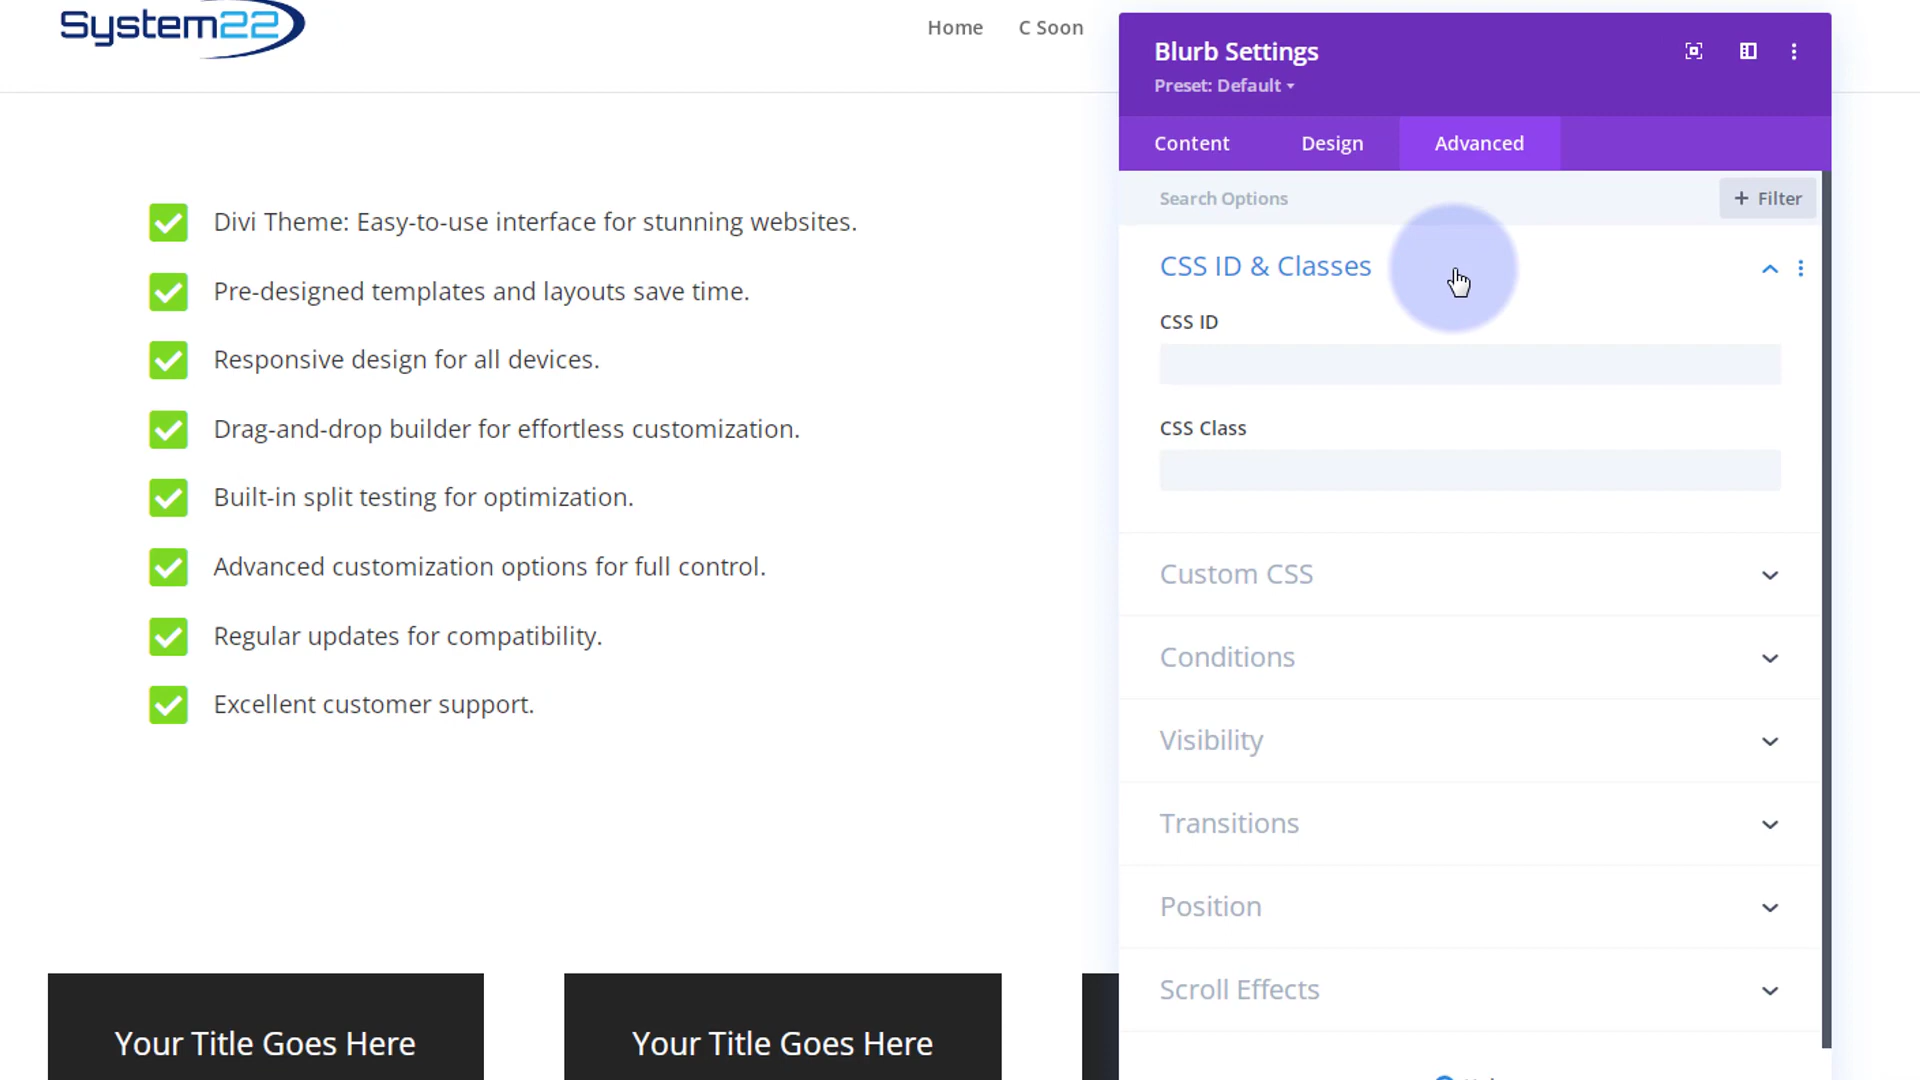 System22
Home
C Soon
Blurb Settings
Preset: Default
Content
Design
Advanced
Search Options
+ Filter
CSS ID & Classes
CSS ID
CSS Class
Custom CSS
Conditions
Visibility
Transitions
Position
Scroll Effects
Divi Theme: Easy-to-use interface for stunning websites.
Pre-designed templates and layouts save time.
Responsive design for all devices.
Drag-and-drop builder for effortless customization.
Built-in split testing for optimization.
Advanced customization options for full control.
Regular updates for compatibility.
Excellent customer support.
Your Title Goes Here
Your Title Goes Here